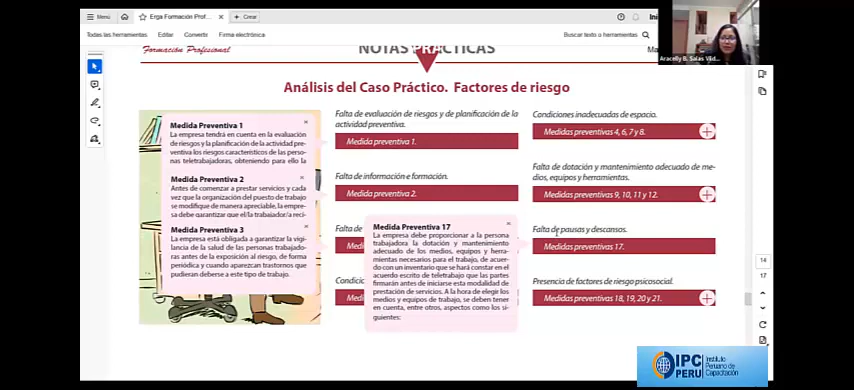 Menú
Erga Formación Prof...
Crear
Todas las herramientas
Editar
Convertir
Firma electrónica
Buscar texto o herramientas
Aracelly B. Salas Vild...
Formación Profesional
NOTAS PRÁCTICAS
Análisis del Caso Práctico. Factores de riesgo
Medida Preventiva 1
La empresa tendrá en cuenta en la evaluación
de riesgos y la planificación de la actividad pre-
ventiva los riesgos característicos de las perso-
nas teletrabajadoras, obteniendo para ello la
Medida Preventiva 2
Antes de comenzar a prestar servicios y cada
vez que la organización del puesto de trabajo
se modifique de manera apreciable, la empre-
sa debe garantizar que el/la trabajador/a reci-
Medida Preventiva 3
La empresa está obligada a garantizar la vigi-
lancia de la salud de las personas trabajado-
ras antes de la exposición al riesgo, de forma
periódica y cuando aparezcan trastornos que
pudieran deberse a este tipo de trabajo.
Falta de evaluación de riesgos y de planificación de la
actividad preventiva.
Medida preventiva 1.
Falta de información e formación.
Medida preventiva 2.
Falta de
Medida Preventiva 17
La empresa debe proporcionar a la persona
trabajadora la dotación y mantenimiento
adecuado de los medios, equipos y herra-
mientas necesarios para el trabajo, de acuer-
do con un inventario que se hará constar en el
acuerdo escrito de teletrabajo que las partes
firmarán antes de iniciarse esta modalidad de
prestación de servicios. A la hora de elegir los
medios y equipos de trabajo, se deben tener
en cuenta, entre otros, aspectos como los si-
guientes:
Condiciones inadecuadas de espacio.
Medidas preventivas 4, 6, 7 y 8.
Falta de dotación y mantenimiento adecuado de me-
dios, equipos y herramientas.
Medidas preventivas 9, 10, 11 y 12.
Falta de pausas y descansos.
Medidas preventivas 17.
Presencia de factores de riesgo psicosocial.
Medidas preventivas 18, 19, 20 y 21.
14
17
IPC
PERU
Instituto
Peruano de
Capacitación